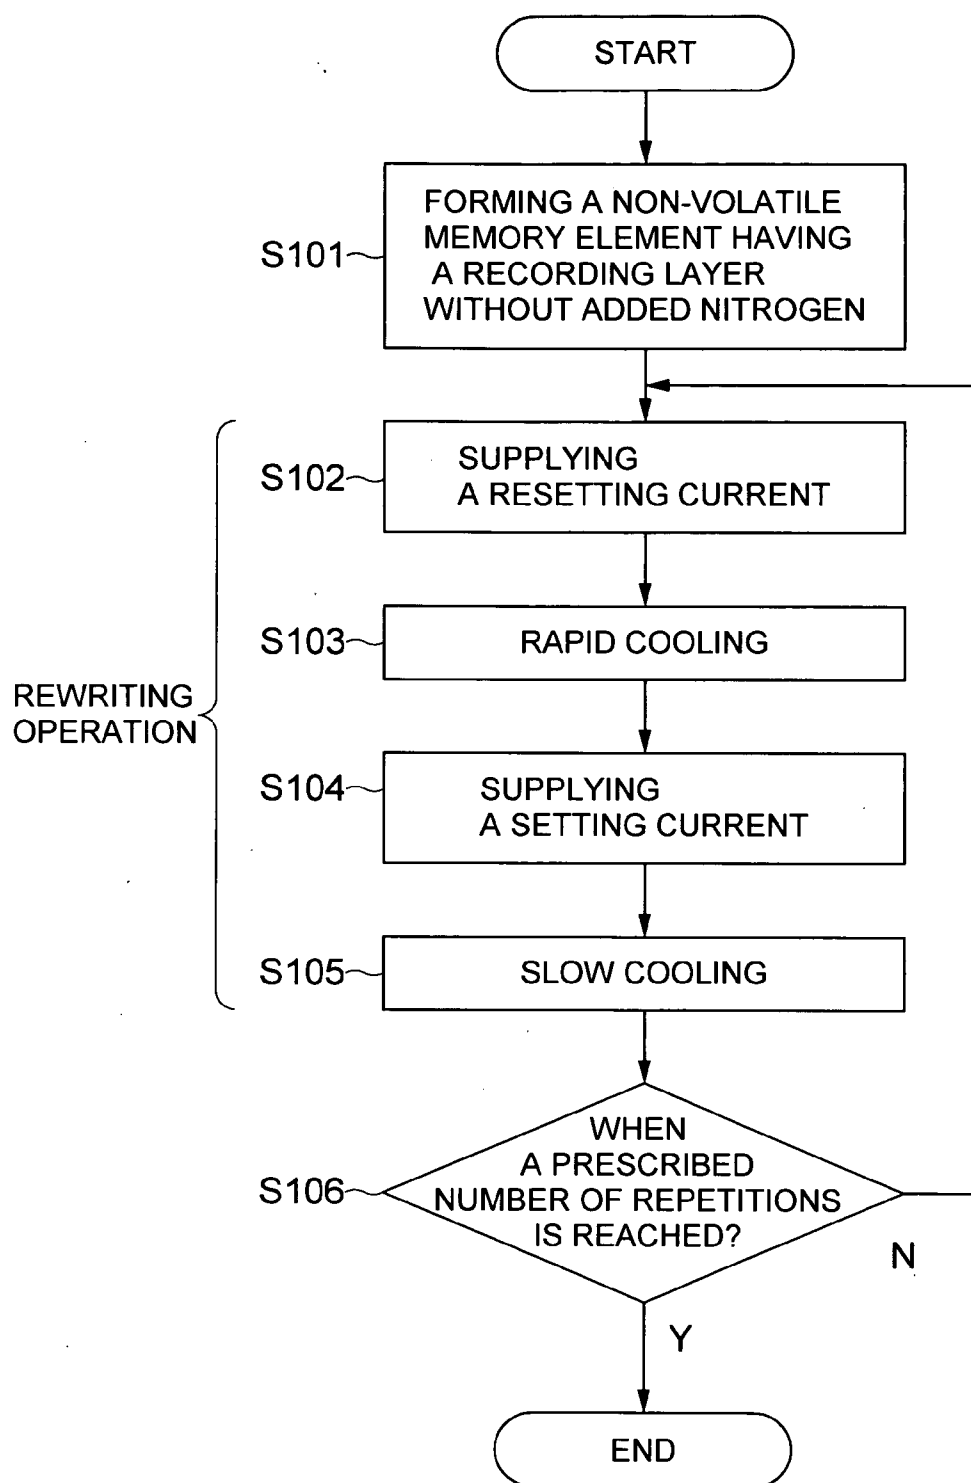 START
S101
FORMING A NON-VOLATILE
MEMORY ELEMENT HAVING
A RECORDING LAYER
WITHOUT ADDED NITROGEN
REWRITING
OPERATION
S102
SUPPLYING
A RESETTING CURRENT
S103
RAPID COOLING
S104
SUPPLYING
A SETTING CURRENT
S105
SLOW COOLING
S106
WHEN
A PRESCRIBED
NUMBER OF REPETITIONS
IS REACHED?
N
Y
END